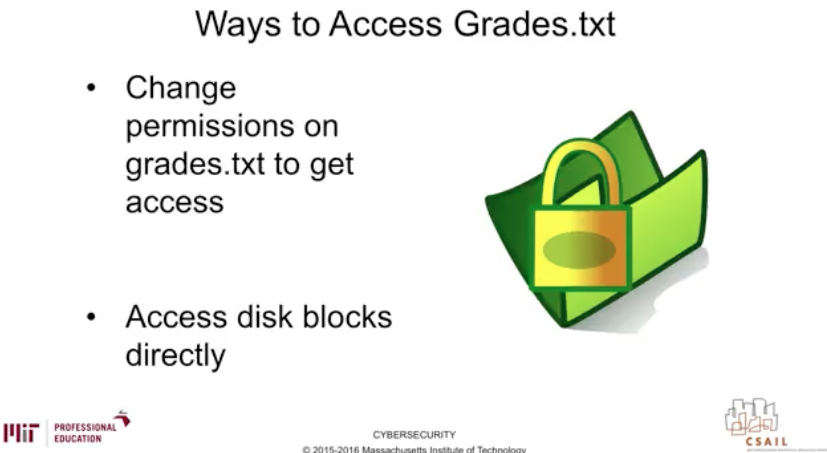 Ways to Access Grades.txt
• Change
permissions on
grades.txt to get
access
• Access disk blocks
directly
MIT
PROFESSIONAL
EDUCATION
CYBERSECURITY
© 2015-2016 Massachusetts Institute of Technology
CSAIL